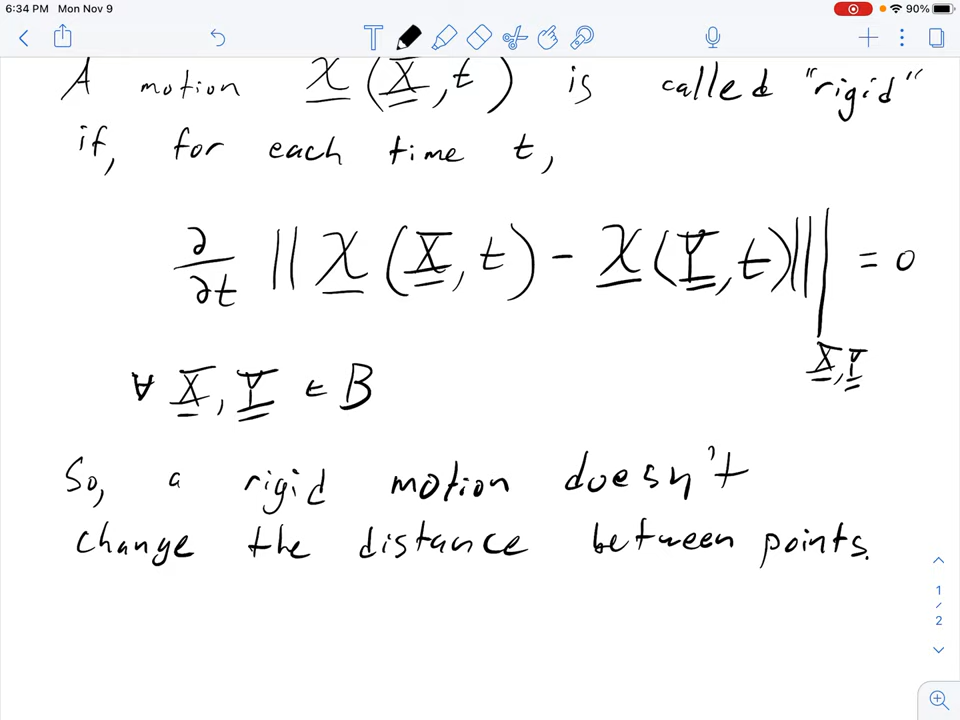 6:34 PM Mon Nov 9 90%
A motion χ(X, t) is called "rigid"
if, for each time t,
∂/∂t ||χ(X, t) - χ(Y, t)|| | = 0
X, Y
∀ X, Y ∈ B
So, a rigid motion doesn't
change the distance between points.
1
/
2